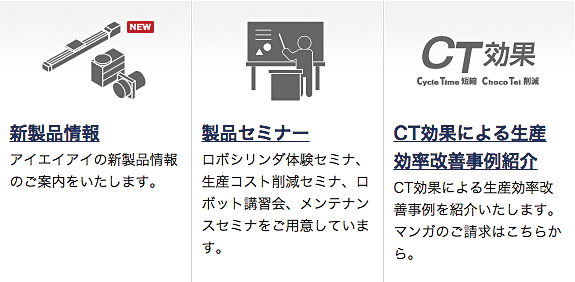 NEW
新製品情報
アイエイアイの新製品情報
のご案内をいたします。
製品セミナー
ロボシリンダ体験セミナ、
生産コスト削減セミナ、ロ
ボット講習会、メンテナン
スセミナをご用意していま
す。
CT効果
Cycle Time 短縮 Choco Tei 削減
CT効果による生産
効率改善事例紹介
CT効果による生産効率改
善事例を紹介いたします。
マンガのご請求はこちらか
ら。